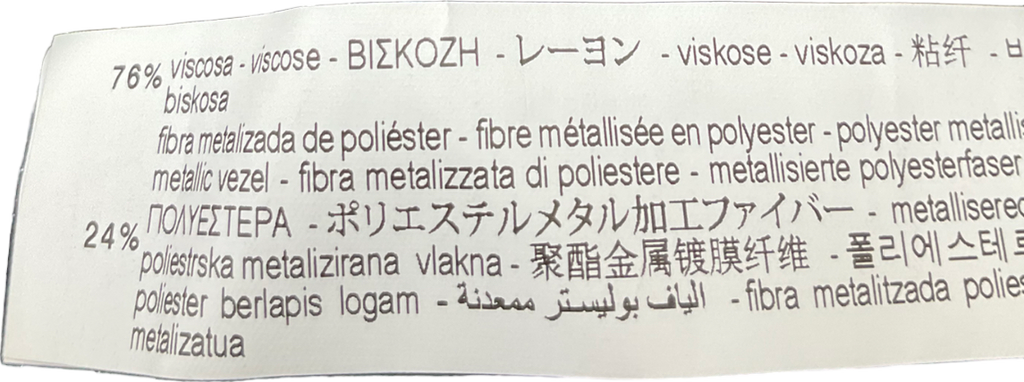 76% viscosa - viscose - ΒΙΣΚΟΖΗ - レーヨン - viskose - viskoza - 粘纤 -
biskosa
fibra metalizada de poliéster - fibre métallisée en polyester - polyester
metallic vezel - fibra metalizzata di poliestere - metallisierte polyesterfaser
24% ΠΟΛΥΕΣΤΕΡΑ - ポリエステルメタル加工ファイバー -
poliestrska metalizirana vlakna - 聚酯金属镀膜纤维 - 폴리에스테
poliester berlapis logam - الياف بوليستر ممعدنة - fibra metalitzada
metalizatua